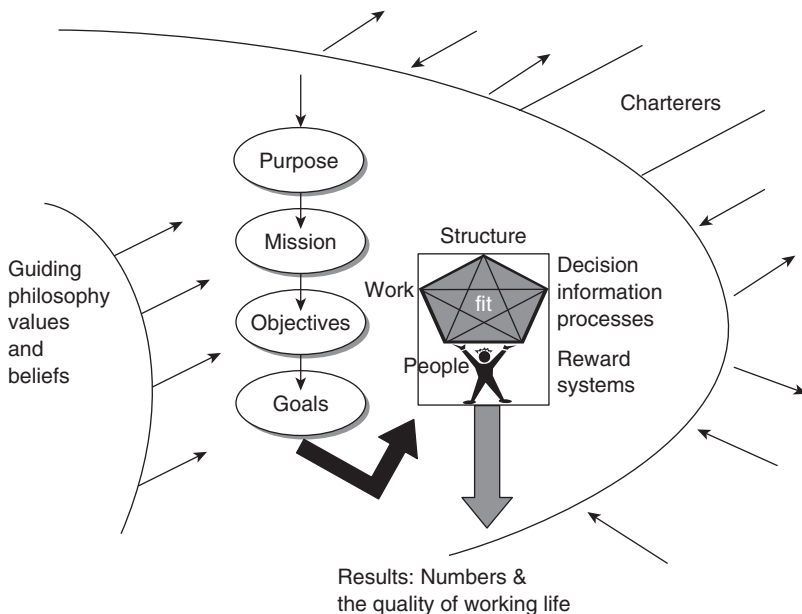 Charterers
Purpose
Mission
Objectives
Goals
Guiding
philosophy
values
and
beliefs
Structure
Work
fit
Decision
information
processes
People
Reward
systems
Results: Numbers &
the quality of working life